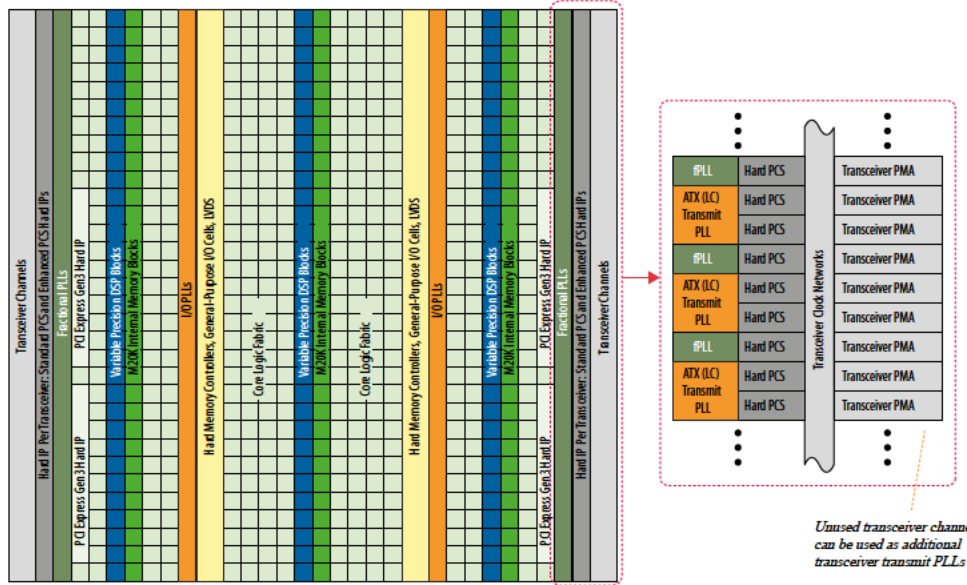 Transceiver Channels
Hard IP Per Transceiver: Standard PCS and Enhanced PCS Hard IPs
Fractional PLLs
PCI Express Gen3 Hard IP
PCI Express Gen3 Hard IP
Variable Precision DSP Blocks
M20K Internal Memory Blocks
I/O PLLs
Hard Memory Controllers, General-Purpose I/O Cells, LVDS
Core Logic Fabric
Variable Precision DSP Blocks
M20K Internal Memory Blocks
Core Logic Fabric
Hard Memory Controllers, General-Purpose I/O Cells, LVDS
I/O PLLs
Variable Precision DSP Blocks
M20K Internal Memory Blocks
PCI Express Gen3 Hard IP
PCI Express Gen3 Hard IP
Fractional PLLs
Hard IP Per Transceiver: Standard PCS and Enhanced PCS Hard IPs
Transceiver Channels
fPLL
ATX (LC)
Transmit
PLL
fPLL
ATX (LC)
Transmit
PLL
fPLL
ATX (LC)
Transmit
PLL
Hard PCS
Hard PCS
Hard PCS
Hard PCS
Hard PCS
Hard PCS
Hard PCS
Hard PCS
Hard PCS
Transceiver Clock Networks
Transceiver PMA
Transceiver PMA
Transceiver PMA
Transceiver PMA
Transceiver PMA
Transceiver PMA
Transceiver PMA
Transceiver PMA
Transceiver PMA
Unused transceiver
can be used as additional
transceiver transmit PLLs